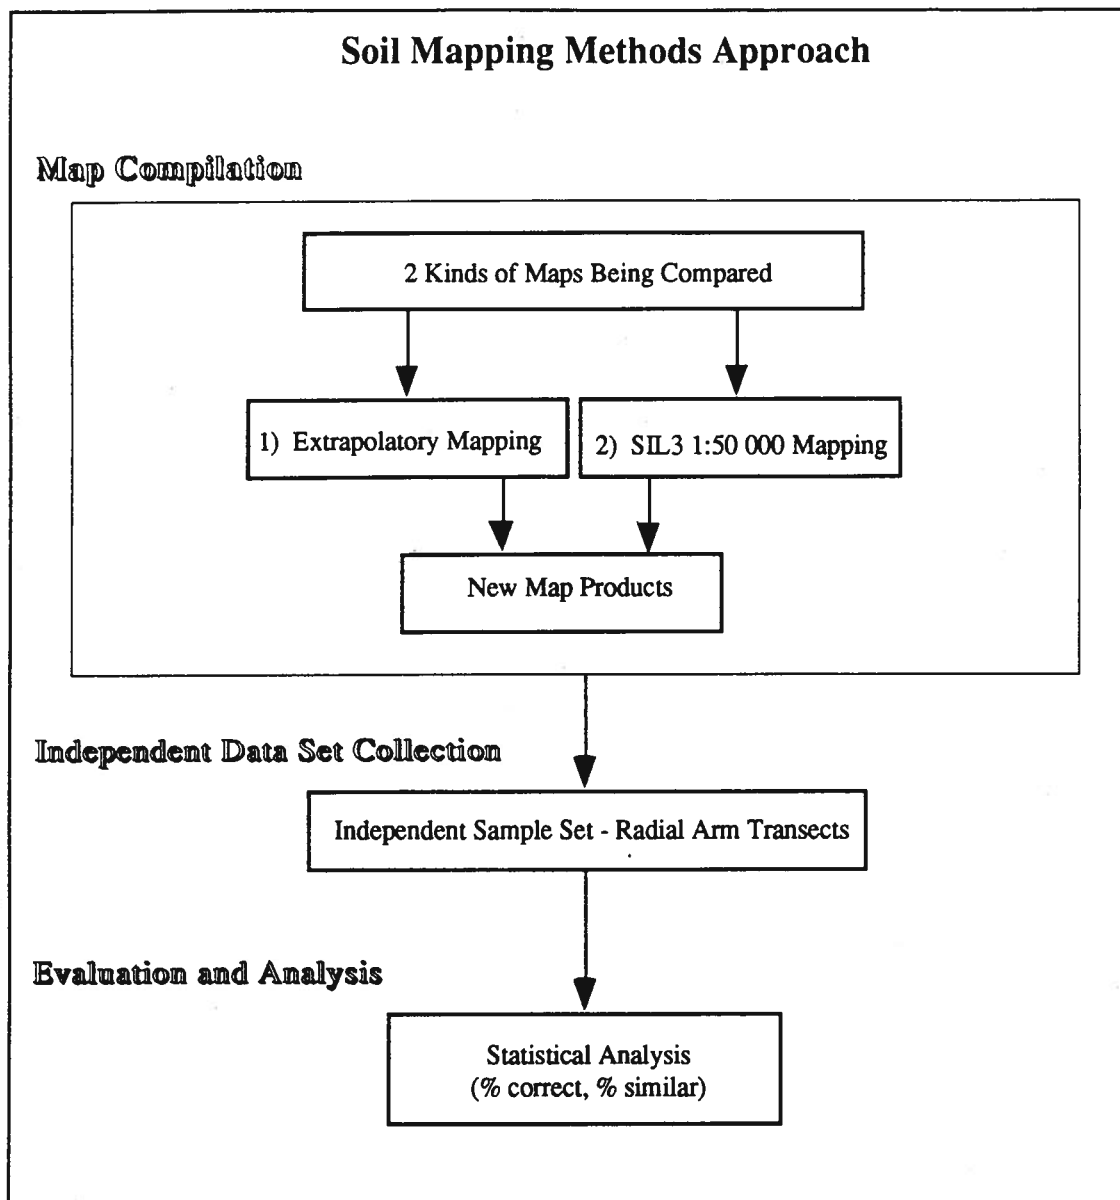 Soil Mapping Methods Approach
Map Compilation
2 Kinds of Maps Being Compared
1) Extrapolatory Mapping
2) SIL3 1:50 000 Mapping
New Map Products
Independent Data Set Collection
Independent Sample Set - Radial Arm Transects
Evaluation and Analysis
Statistical Analysis
(% correct, % similar)